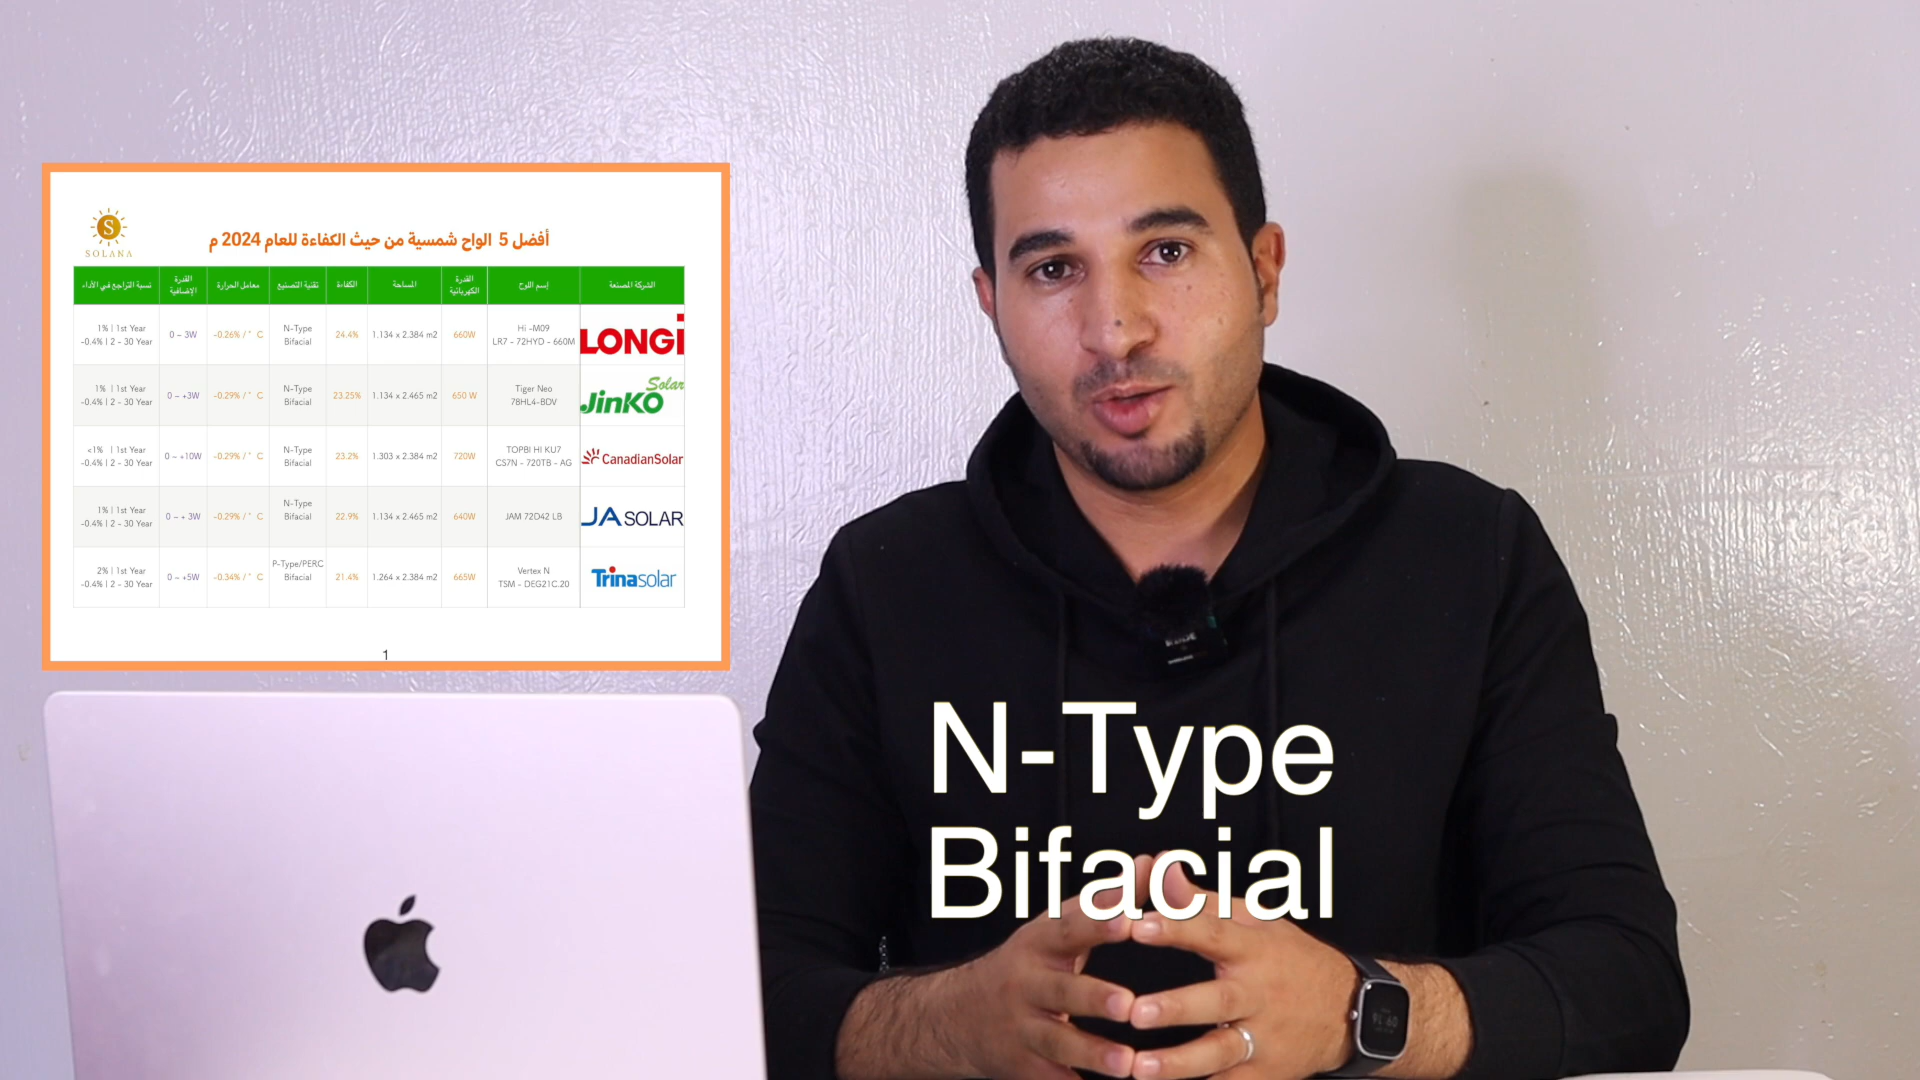 SOLANA
أفضل 5 الواح شمسية من حيث الكفاءة للعام 2024 م
الشركة المصنعة
إسم اللوح
القدرة الكهربائية
المساحة
الكفاءة
تقنية التصنيع
معامل الحرارة
القدرة الإضافية
نسبة التراجع في الأداء
LONGi
Hi -M09
LR7 - 72HYD - 660M
660W
1.134 x 2.384 m2
24.4%
N-Type
Bifacial
-0.26% / ° C
0 ~ 3W
1% | 1st Year
-0.4% | 2 - 30 Year
JinKO Solar
Tiger Neo
78HL4-BDV
650 W
1.134 x 2.465 m2
23.25%
N-Type
Bifacial
-0.29% / ° C
0 ~ +3W
1% | 1st Year
-0.4% | 2 - 30 Year
CanadianSolar
TOPBI HI KU7
CS7N - 720TB - AG
720W
1.303 x 2.384 m2
23.2%
N-Type
Bifacial
-0.29% / ° C
0 ~ +10W
<1% | 1st Year
-0.4% | 2 - 30 Year
JA SOLAR
JAM 72D42 LB
640W
1.134 x 2.465 m2
22.9%
N-Type
Bifacial
-0.29% / ° C
0 ~ + 3W
1% | 1st Year
-0.4% | 2 - 30 Year
Trinasolar
Vertex N
TSM - DEG21C.20
665W
1.264 x 2.384 m2
21.4%
P-Type/PERC
Bifacial
-0.34% / ° C
0 ~ +5W
2% | 1st Year
-0.4% | 2 - 30 Year
1
N-Type
Bifacial